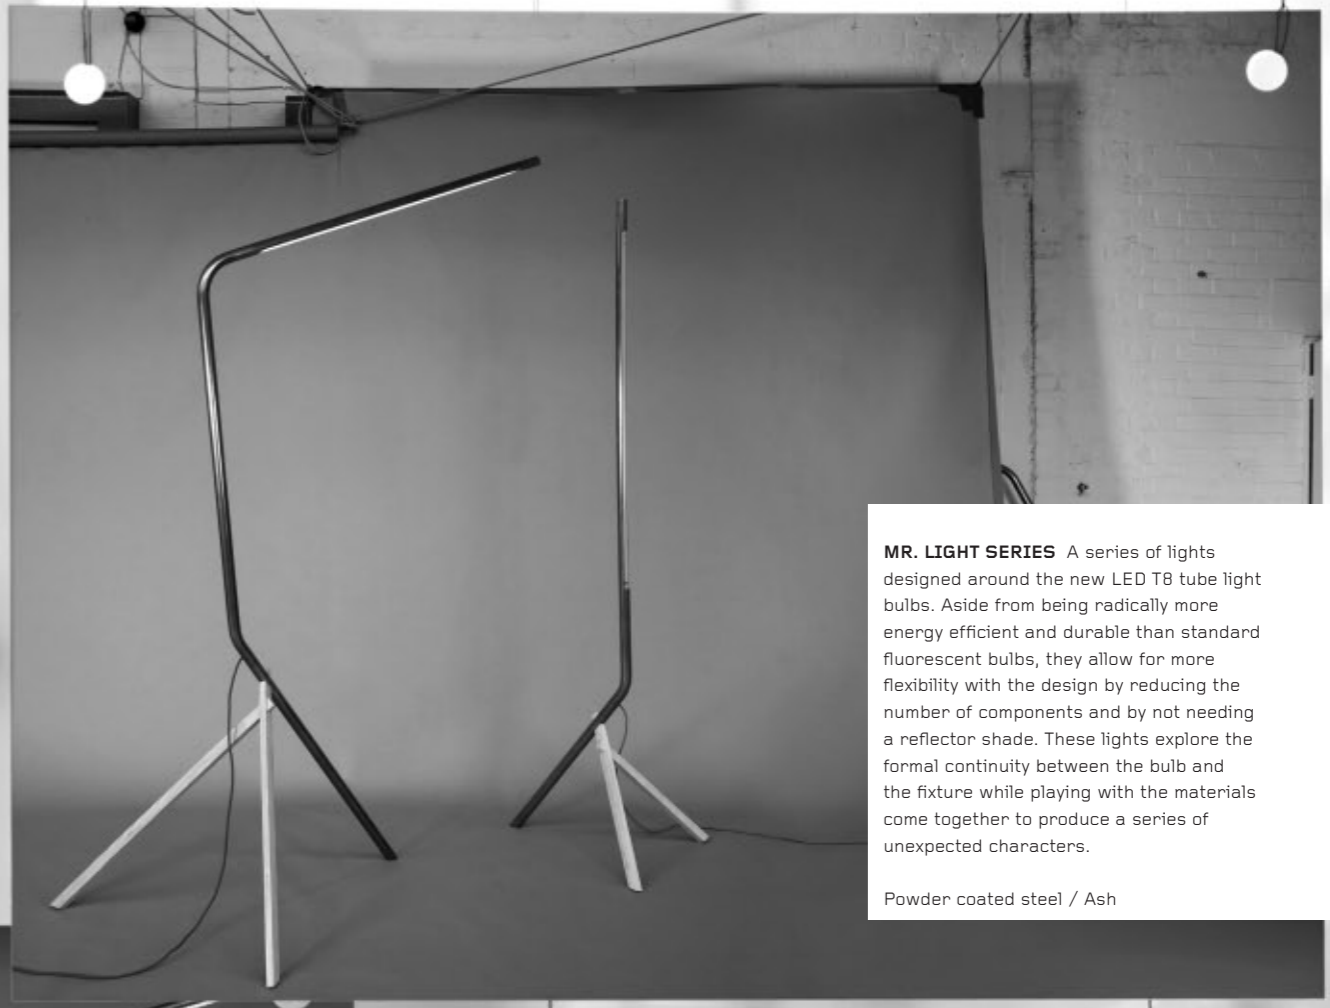 MR. LIGHT SERIES A series of lights
designed around the new LED T8 tube light
bulbs. Aside from being radically more
energy efficient and durable than standard
fluorescent bulbs, they allow for more
flexibility with the design by reducing the
number of components and by not needing
a reflector shade. These lights explore the
formal continuity between the bulb and
the fixture while playing with the materials
come together to produce a series of
unexpected characters.
Powder coated steel / Ash